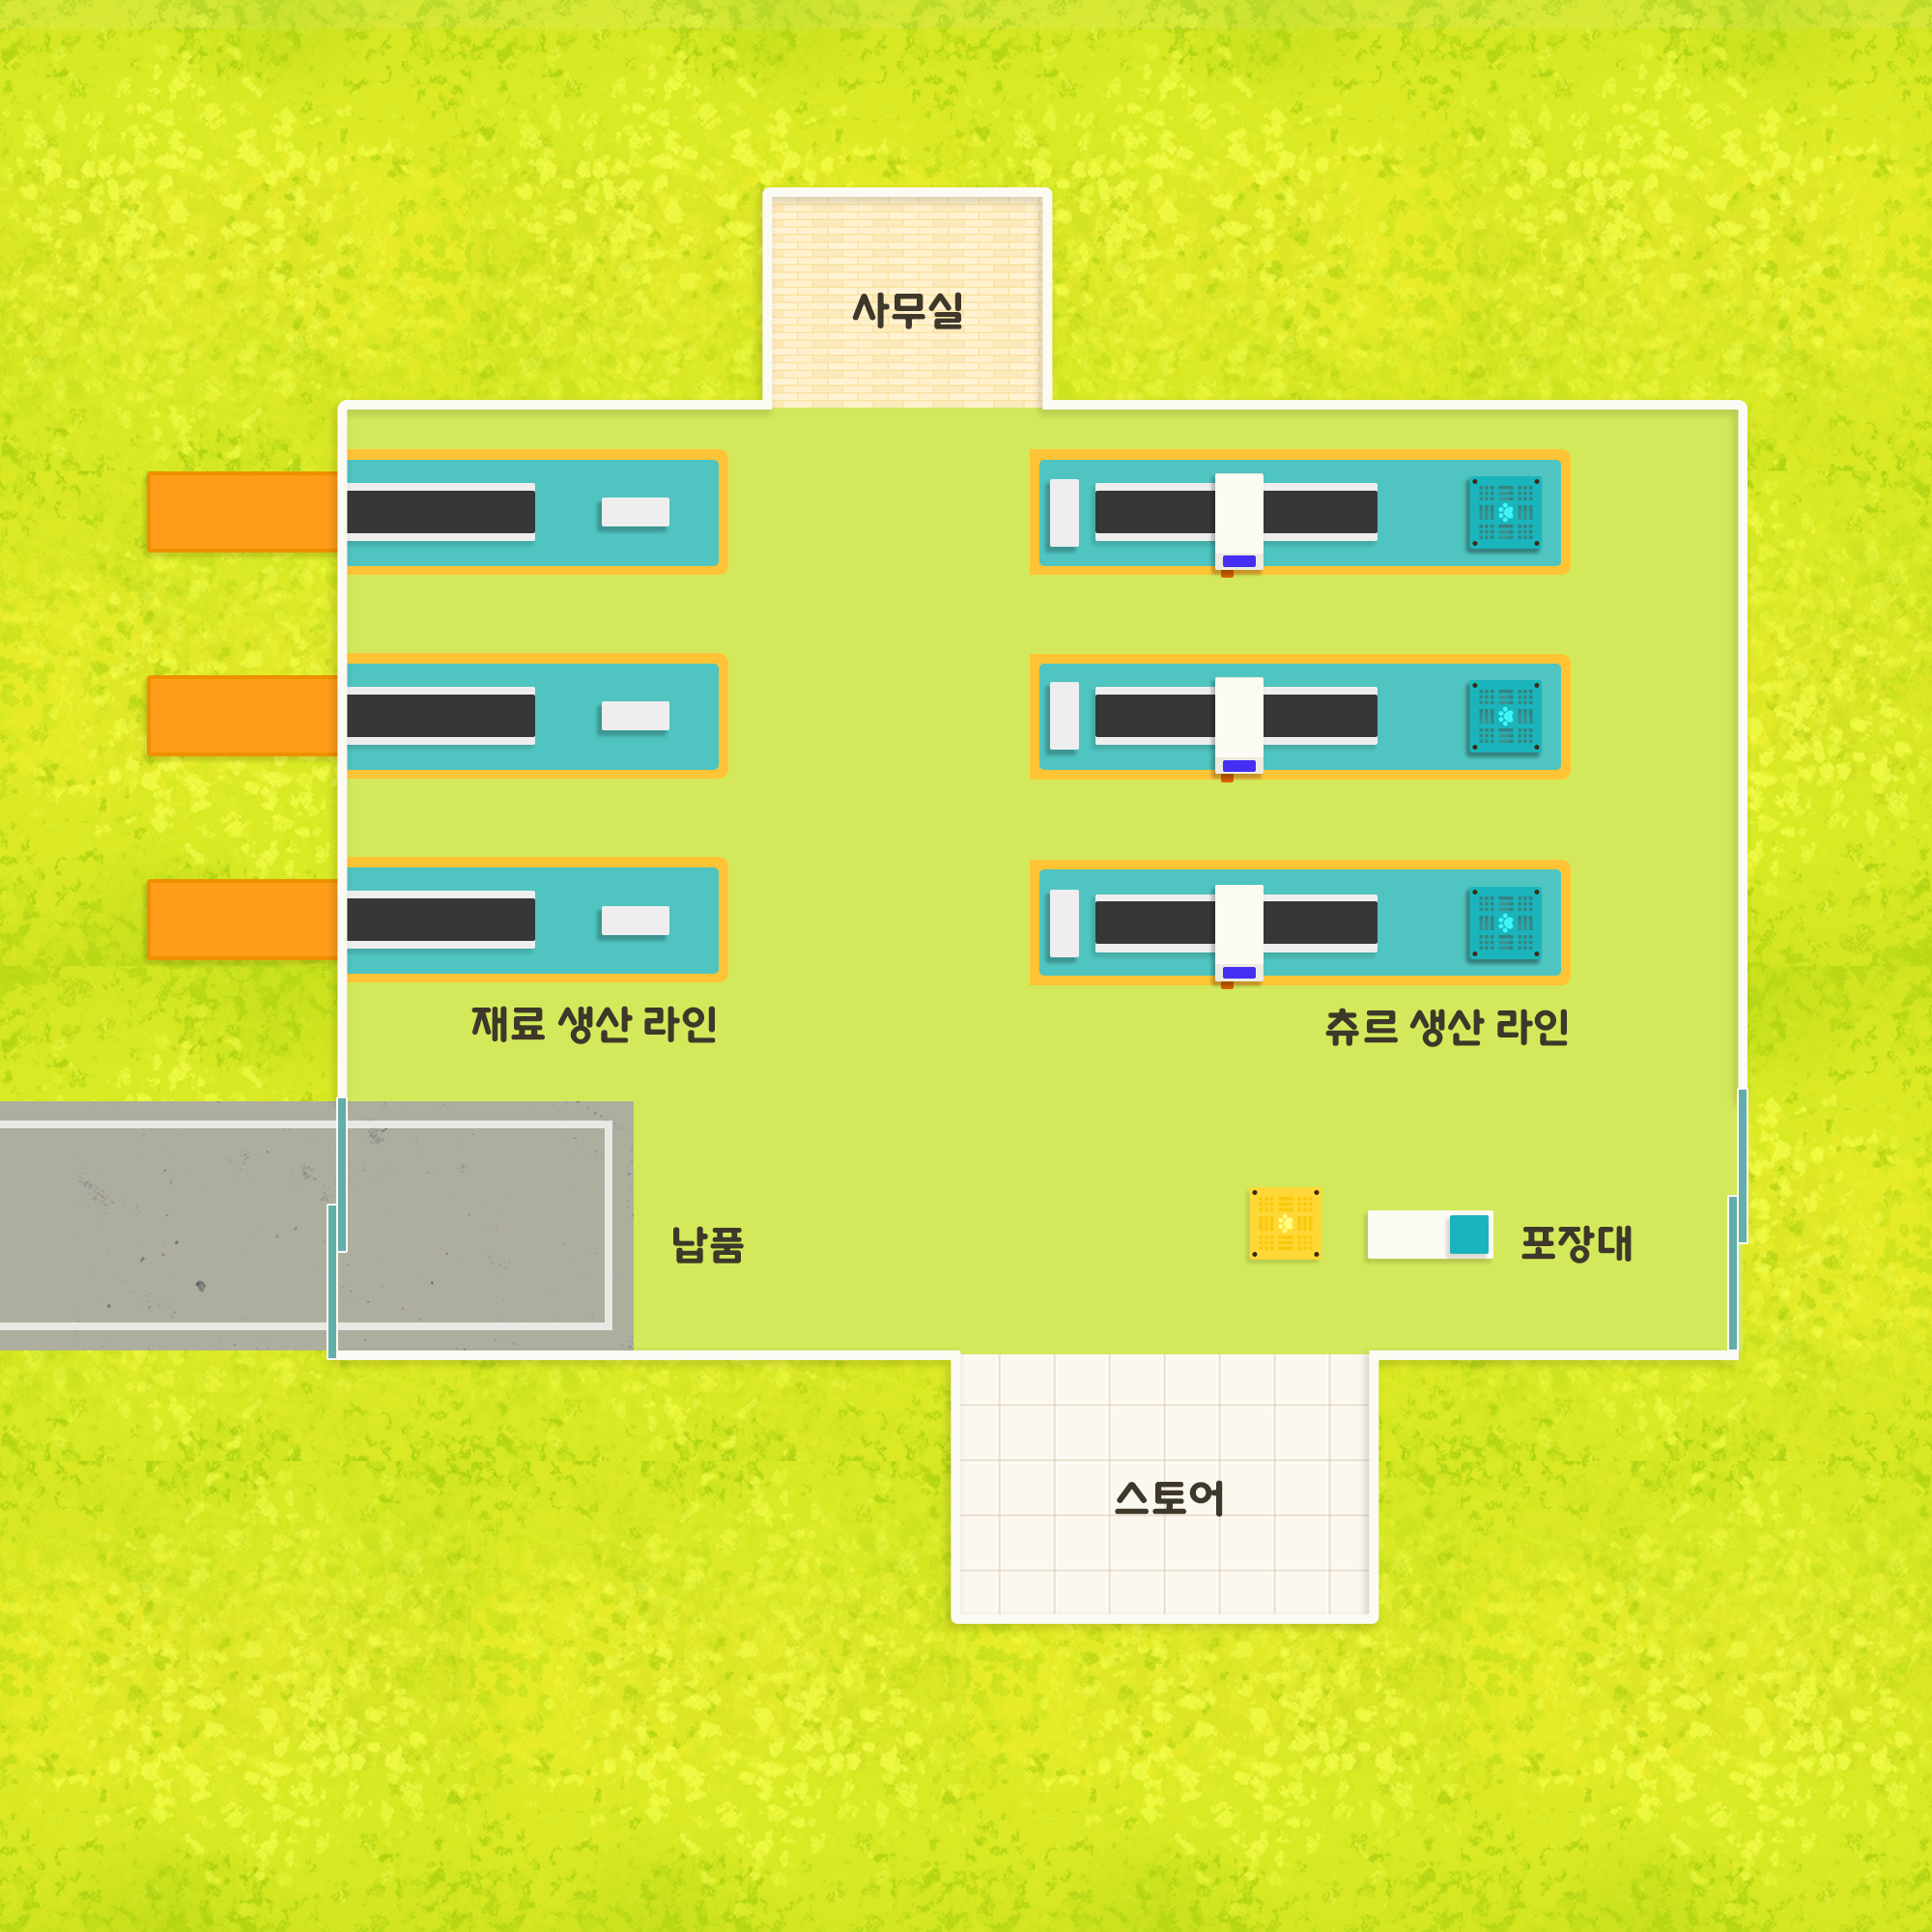 사무실
재료 생산 라인
츄르 생산 라인
납품
포장대
스토어